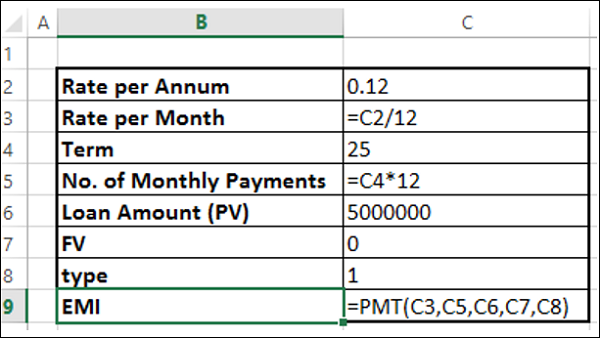 A B C
1
2 Rate per Annum 0.12
3 Rate per Month =C2/12
4 Term 25
5 No. of Monthly Payments =C4*12
6 Loan Amount (PV) 5000000
7 FV 0
8 type 1
9 EMI =PMT(C3,C5,C6,C7,C8)